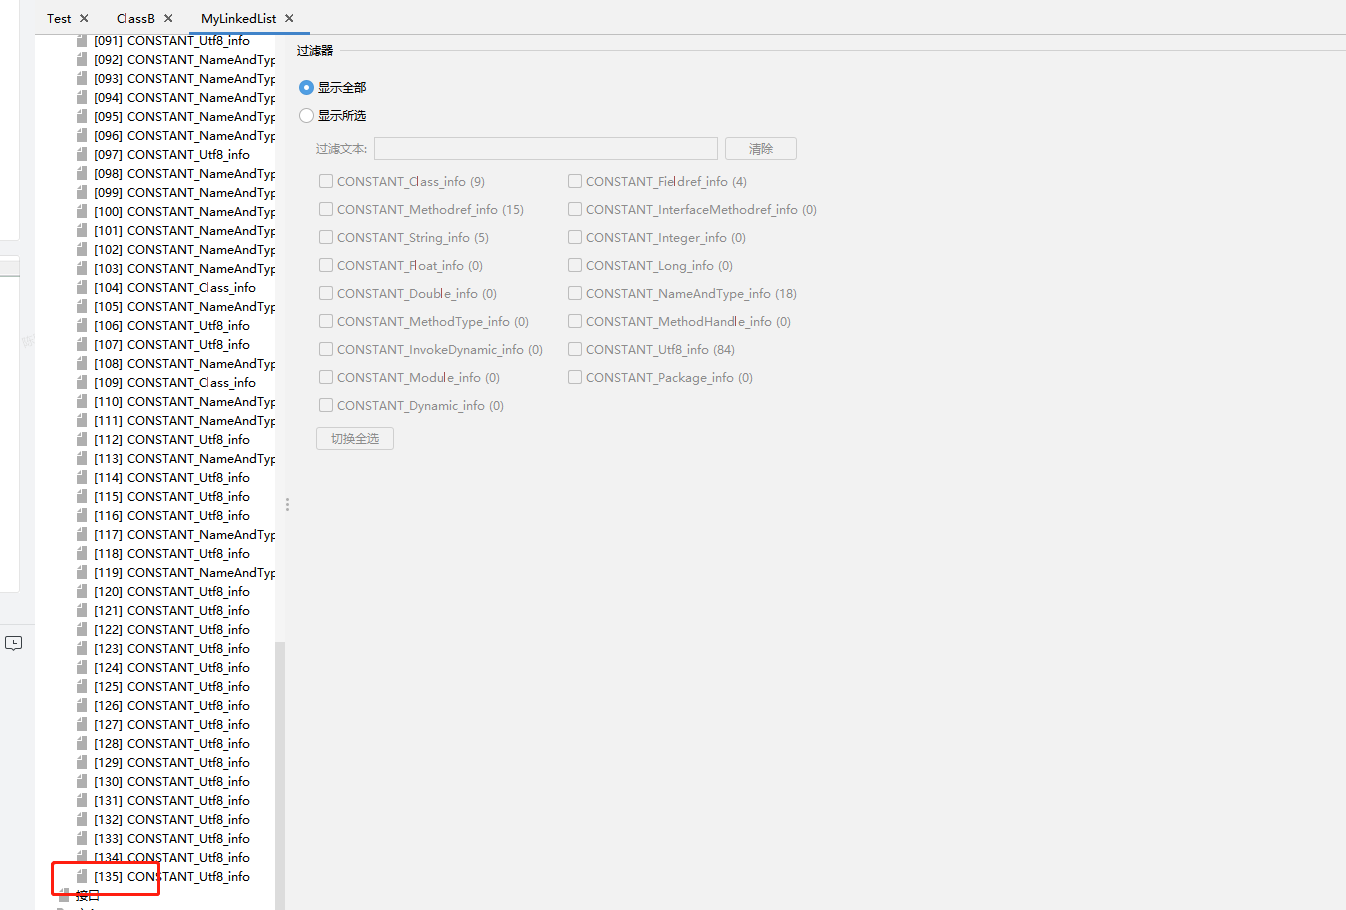 Test
ClassB
MyLinkedList
[091] CONSTANT_Utf8_info
[092] CONSTANT_NameAndTyp
[093] CONSTANT_NameAndTyp
[094] CONSTANT_NameAndTyp
[095] CONSTANT_NameAndTyp
[096] CONSTANT_NameAndTyp
[097] CONSTANT_Utf8_info
[098] CONSTANT_NameAndTyp
[099] CONSTANT_NameAndTyp
[100] CONSTANT_NameAndTyp
[101] CONSTANT_NameAndTyp
[102] CONSTANT_NameAndTyp
[103] CONSTANT_NameAndTyp
[104] CONSTANT_Class_info
[105] CONSTANT_NameAndTyp
[106] CONSTANT_Utf8_info
[107] CONSTANT_Utf8_info
[108] CONSTANT_NameAndTyp
[109] CONSTANT_Class_info
[110] CONSTANT_NameAndTyp
[111] CONSTANT_NameAndTyp
[112] CONSTANT_Utf8_info
[113] CONSTANT_NameAndTyp
[114] CONSTANT_Utf8_info
[115] CONSTANT_Utf8_info
[116] CONSTANT_Utf8_info
[117] CONSTANT_NameAndTyp
[118] CONSTANT_Utf8_info
[119] CONSTANT_NameAndTyp
[120] CONSTANT_Utf8_info
[121] CONSTANT_Utf8_info
[122] CONSTANT_Utf8_info
[123] CONSTANT_Utf8_info
[124] CONSTANT_Utf8_info
[125] CONSTANT_Utf8_info
[126] CONSTANT_Utf8_info
[127] CONSTANT_Utf8_info
[128] CONSTANT_Utf8_info
[129] CONSTANT_Utf8_info
[130] CONSTANT_Utf8_info
[131] CONSTANT_Utf8_info
[132] CONSTANT_Utf8_info
[133] CONSTANT_Utf8_info
[134] CONSTANT_Utf8_info
[135] CONSTANT_Utf8_info
接口
过滤器
显示全部
显示所选
过滤文本:
清除
CONSTANT_Class_info (9)
CONSTANT_Fieldref_info (4)
CONSTANT_Methodref_info (15)
CONSTANT_InterfaceMethodref_info (0)
CONSTANT_String_info (5)
CONSTANT_Integer_info (0)
CONSTANT_Float_info (0)
CONSTANT_Long_info (0)
CONSTANT_Double_info (0)
CONSTANT_NameAndType_info (18)
CONSTANT_MethodType_info (0)
CONSTANT_MethodHandle_info (0)
CONSTANT_InvokeDynamic_info (0)
CONSTANT_Utf8_info (84)
CONSTANT_Module_info (0)
CONSTANT_Package_info (0)
CONSTANT_Dynamic_info (0)
切换全选